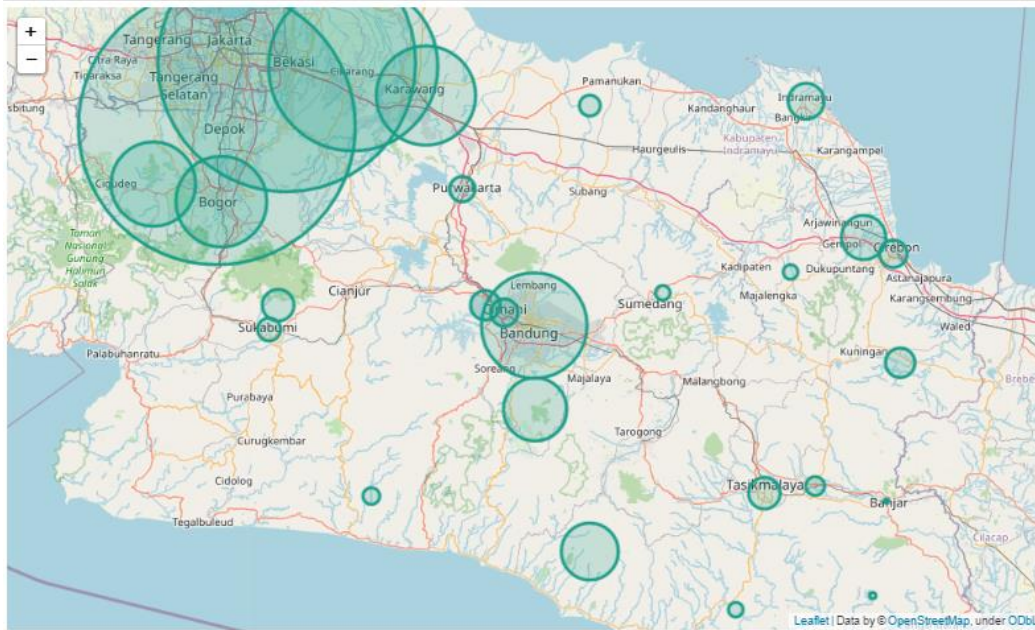 +
−
Tangerang
Jakarta
Citra Raya
Bekasi
Cikarang
Tigaraksa
Tangerang
Selatan
Karawang
Pamanukan
Indramayu
Kandanghaur
Bangka
Depok
Kabupaten
Indramayu
Haurgeulis
Karangampel
Cigudeg
Bogor
Purwakarta
Subang
Arjawinangun
Gempol
Cirebon
Taman
Nasional
Gunung
Halimun
Salak
Kadipaten
Dukupuntang
Astanajapura
Cianjur
Lembang
Sumedang
Majalengka
Karangsembung
Cimahi
Sukabumi
Bandung
Waled
Palabuhanratu
Kuningan
Soreang
Majalaya
Malangbong
Brebe
Purabaya
Tarogong
Curugkembar
Cidolog
Tasikmalaya
Banjar
Tegalbuleud
Cilacap
Leaflet | Data by © OpenStreetMap, under ODbL